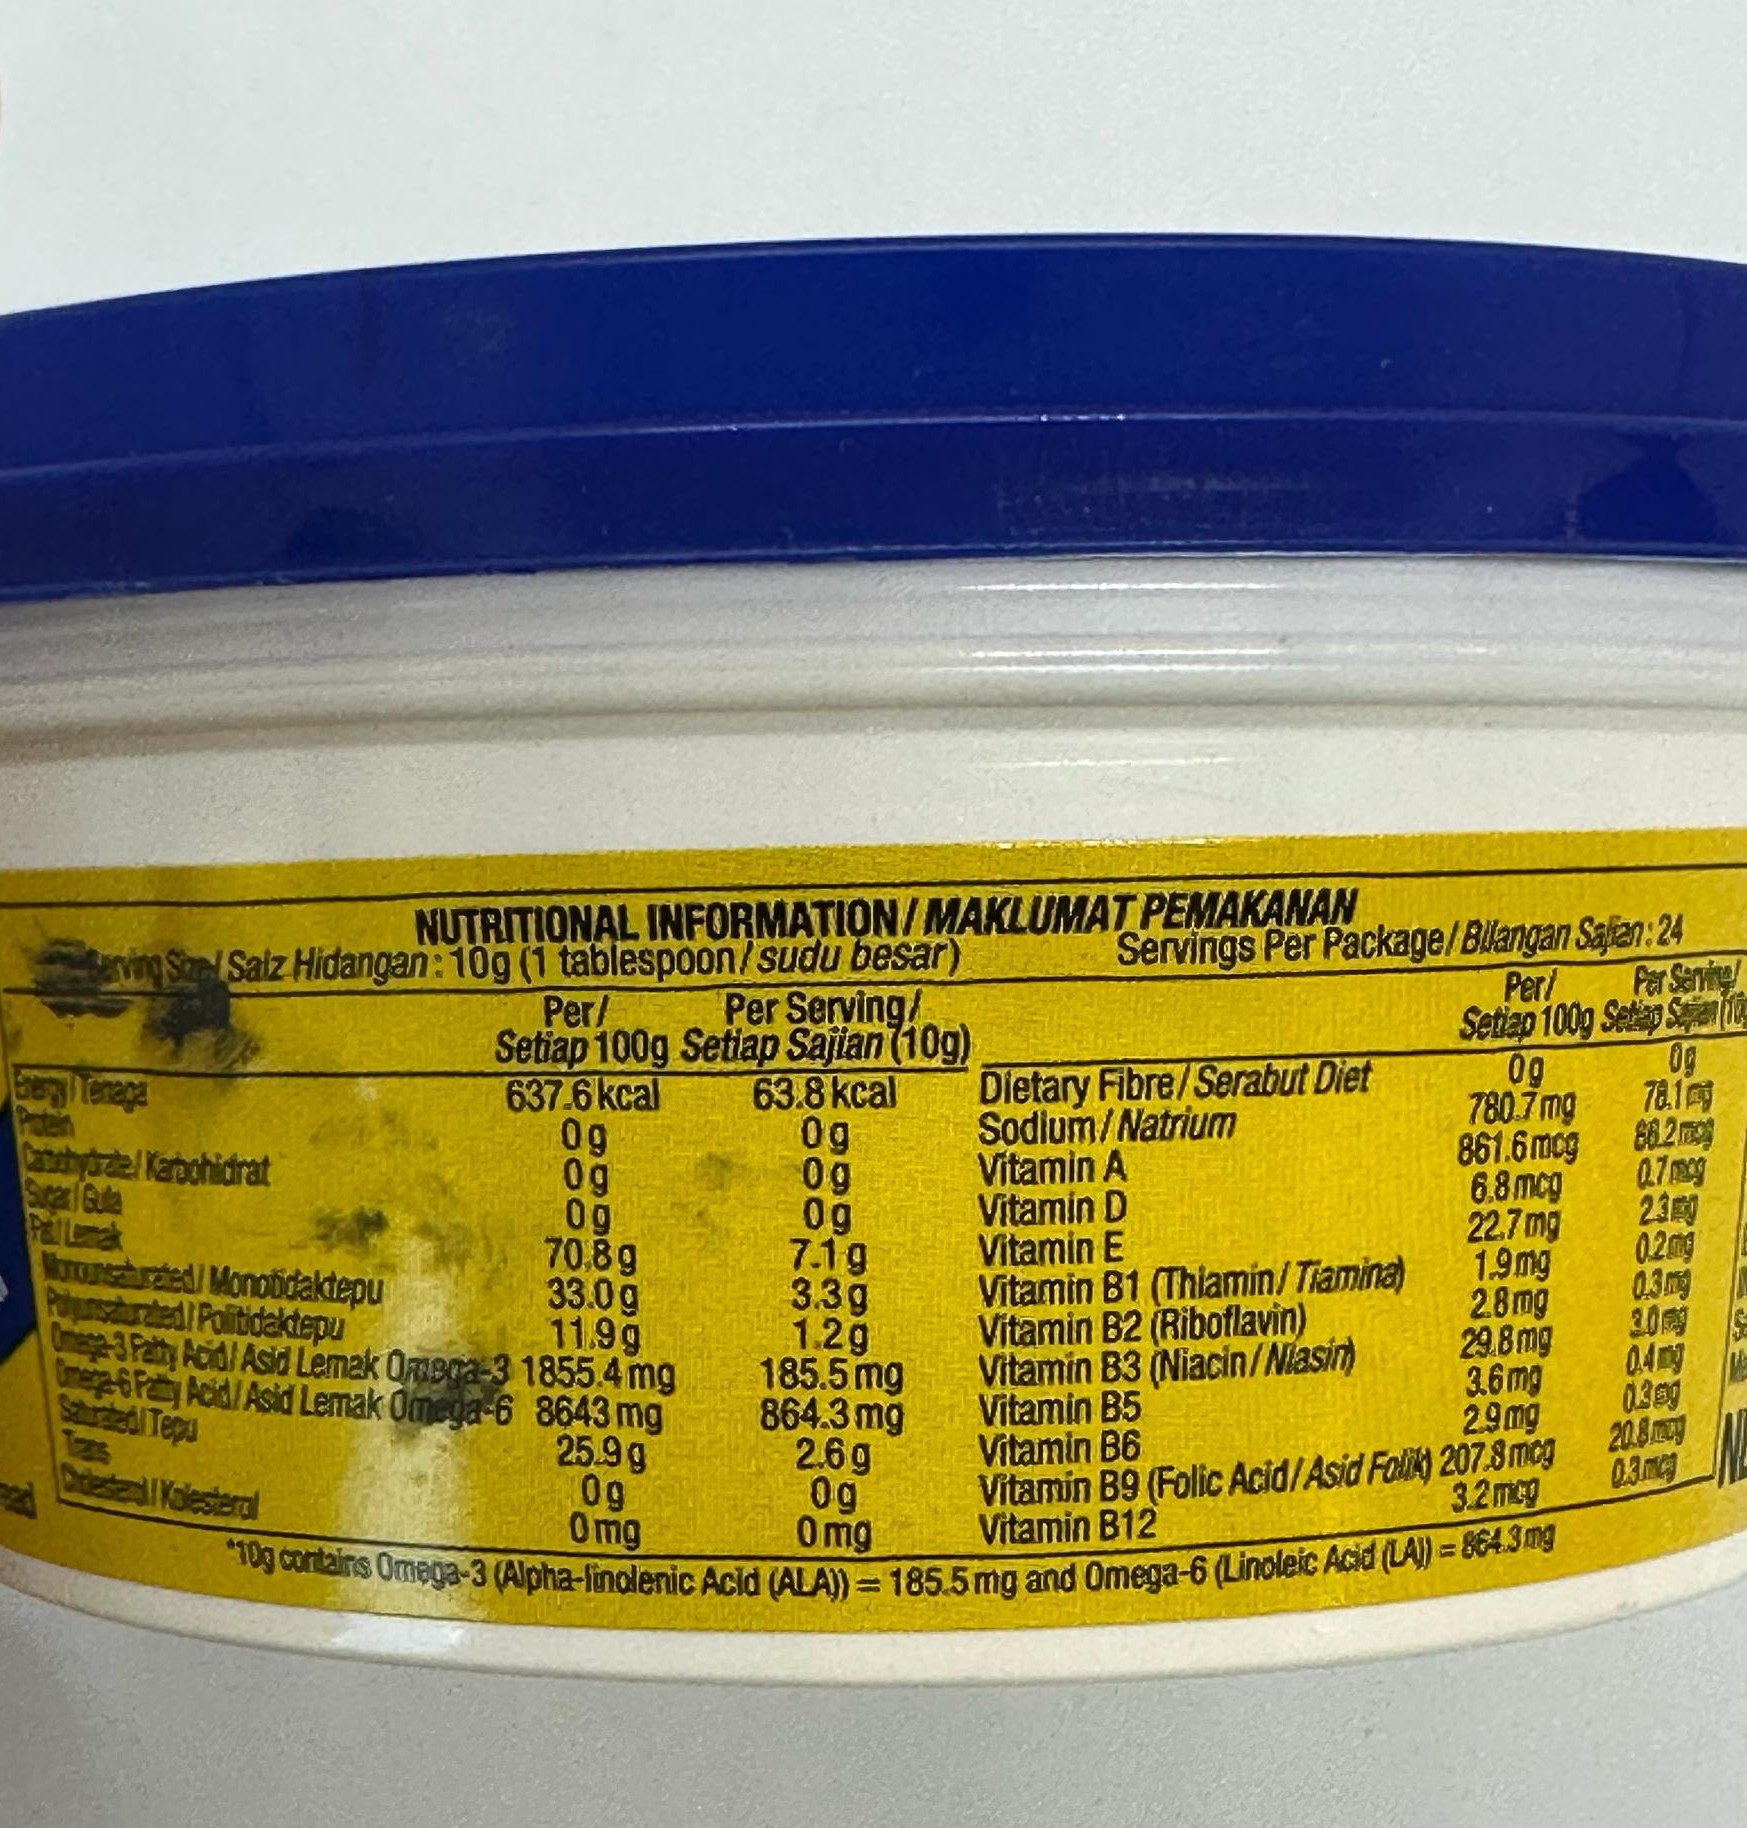 NUTRITIONAL INFORMATION / MAKLUMAT PEMAKANAN
Serving Size / Saiz Hidangan : 10g (1 tablespoon / sudu besar) Servings Per Package / Bilangan Sajian : 24
Per/ Per Serving/
Setiap 100g Setiap Sajian (10g)
Energy / Tenaga 637.6 kcal 63.8 kcal
Protein 0 g 0 g
Carbohydrate / Karbohidrat 0 g 0 g
Sugar / Gula 0 g 0 g
Fat / Lemak 70.8 g 7.1 g
Monounsaturated / Monotidaktepu 33.0 g 3.3 g
Polyunsaturated / Politidaktepu 11.9 g 1.2 g
Omega-3 Fatty Acid / Asid Lemak Omega-3 1855.4 mg 185.5 mg
Omega-6 Fatty Acid / Asid Lemak Omega-6 8643 mg 864.3 mg
Saturated / Tepu 25.9 g 2.6 g
Trans 0 g 0 g
Cholesterol / Kolesterol 0 mg 0 mg
Per/ Per Serving/
Setiap 100g Setiap Sajian (10g
Dietary Fibre / Serabut Diet 0 g 0 g
Sodium / Natrium 780.7 mg 78.1 mg
Vitamin A 861.6 mcg 86.2 mcg
Vitamin D 6.8 mcg 0.7 mcg
Vitamin E 22.7 mg 2.3 mg
Vitamin B1 (Thiamin / Tiamina) 1.9 mg 0.2 mg
Vitamin B2 (Riboflavin) 2.8 mg 0.3 mg
Vitamin B3 (Niacin / Niasin) 29.8 mg 3.0 mg
Vitamin B5 3.6 mg 0.4 mg
Vitamin B6 2.9 mg 0.3 mg
Vitamin B9 (Folic Acid / Asid Folik) 207.8 mcg 20.8 mcg
Vitamin B12 3.2 mcg 0.3 mcg
*10g contains Omega-3 (Alpha-linolenic Acid (ALA)) = 185.5 mg and Omega-6 (Linoleic Acid (LA)) = 864.3 mg